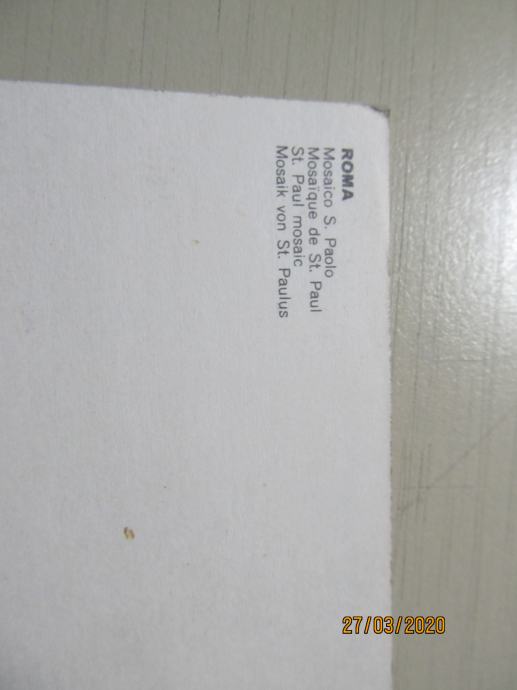 ROMA
Mosaico S. Paolo
Mosaïque de St. Paul
St. Paul mosaic
Mosaik von St. Paulus
27/03/2020